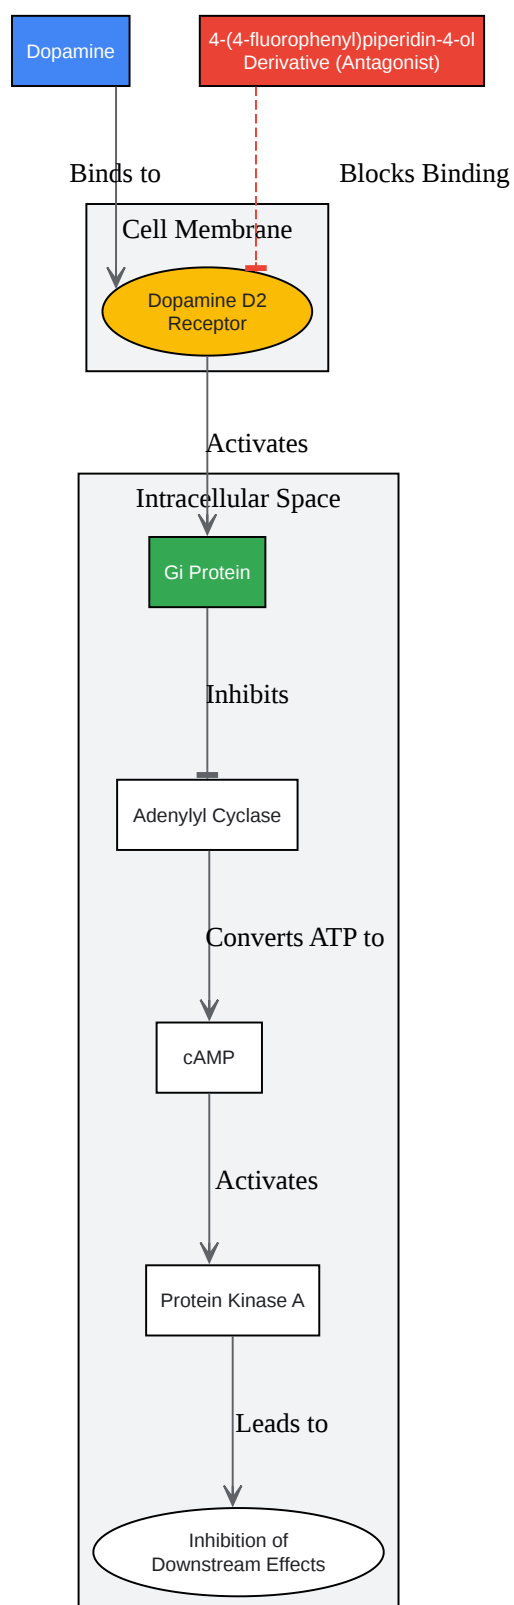 Dopamine
4-(4-fluorophenyl)piperidin-4-ol
Derivative (Antagonist)
Binds to
Blocks Binding
Cell Membrane
Dopamine D2
Receptor
Activates
Intracellular Space
Gi Protein
Inhibits
Adenylyl Cyclase
Converts ATP to
cAMP
Activates
Protein Kinase A
Leads to
Inhibition of
Downstream Effects